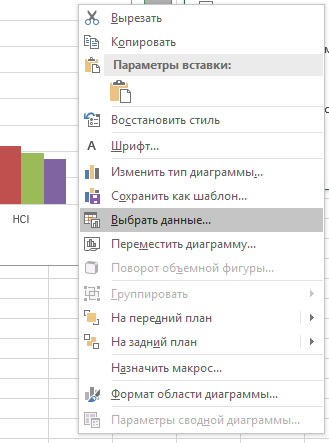 Вырезать
Копировать
Параметры вставки:
Восстановить стиль
Шрифт...
Изменить тип диаграммы...
Сохранить как шаблон...
Выбрать данные...
Переместить диаграмму...
HCl
Поворот объемной фигуры...
Группировать
На передний план
На задний план
Назначить макрос...
Формат области диаграммы...
Параметры сводной диаграммы...